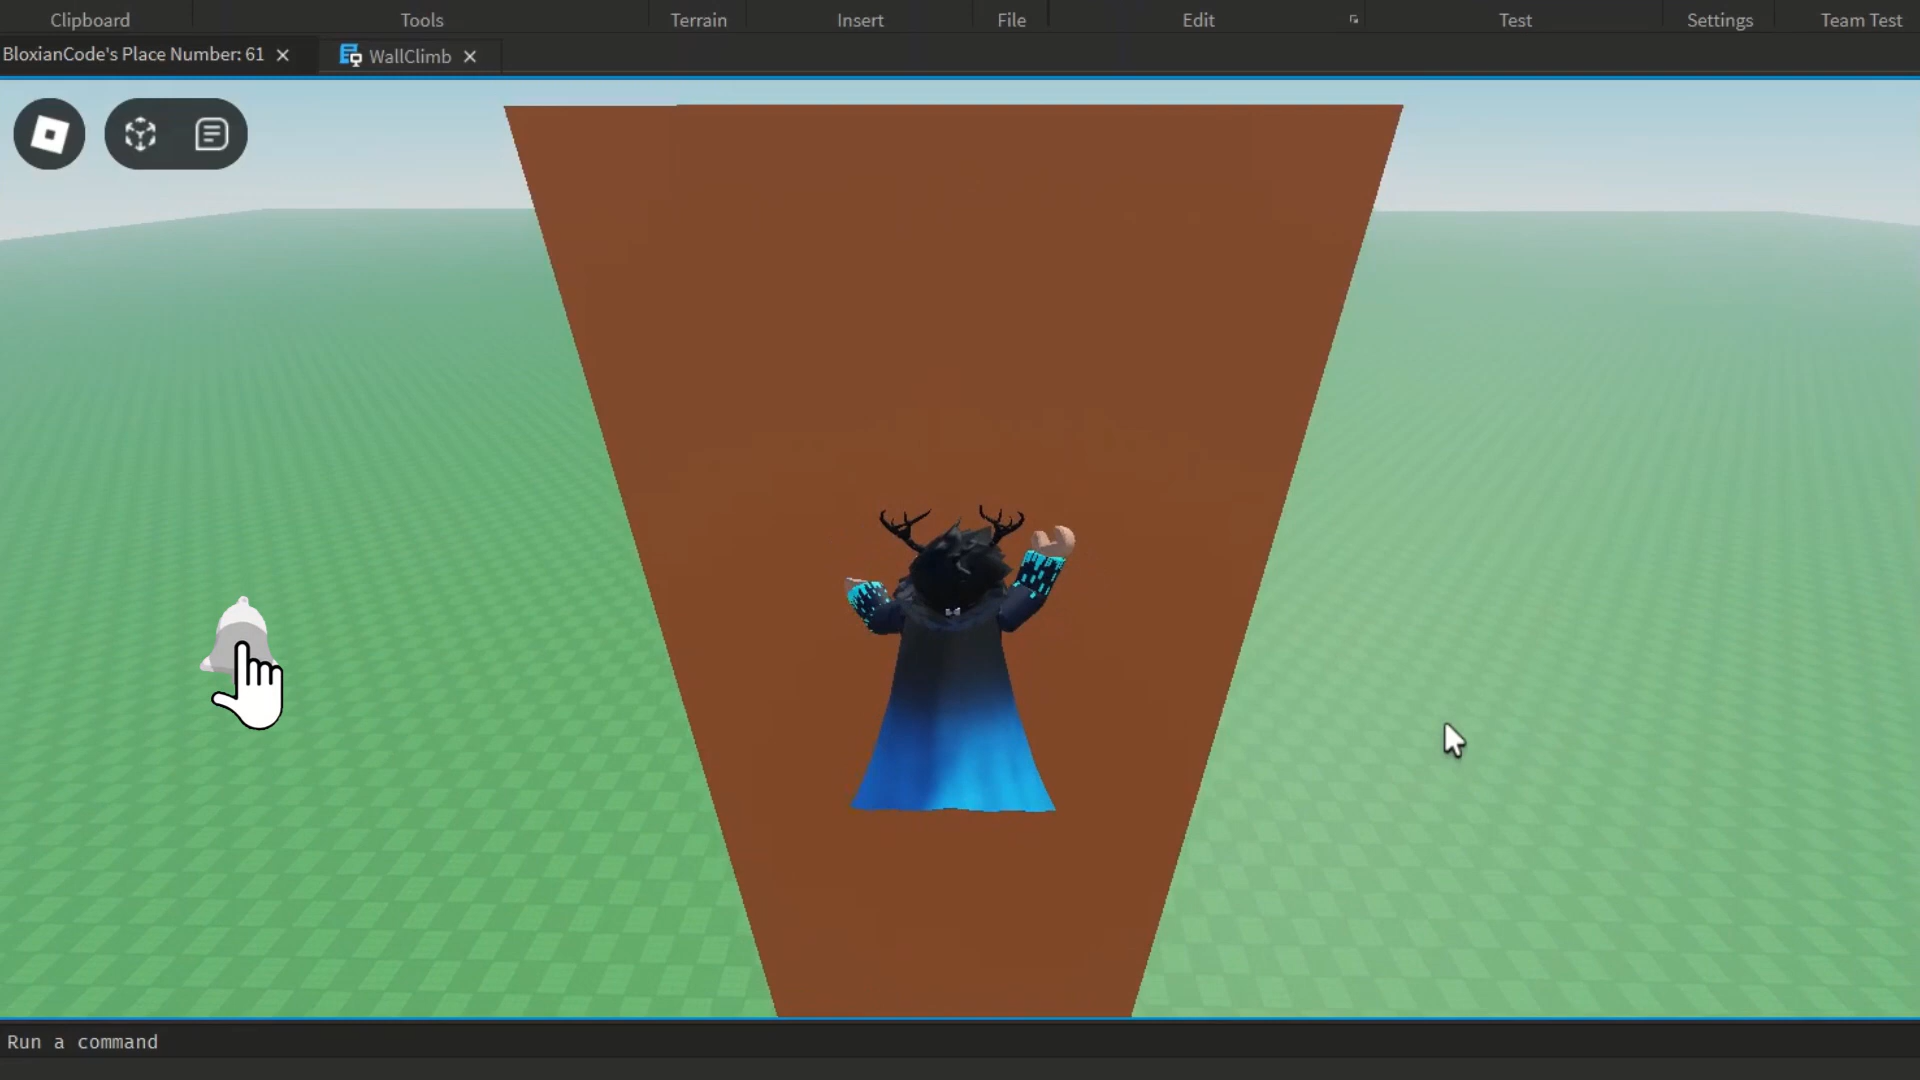 Clipboard Tools Terrain Insert File Edit Test Settings Team Test
BloxianCode's Place Number: 61 WallClimb
Run a command